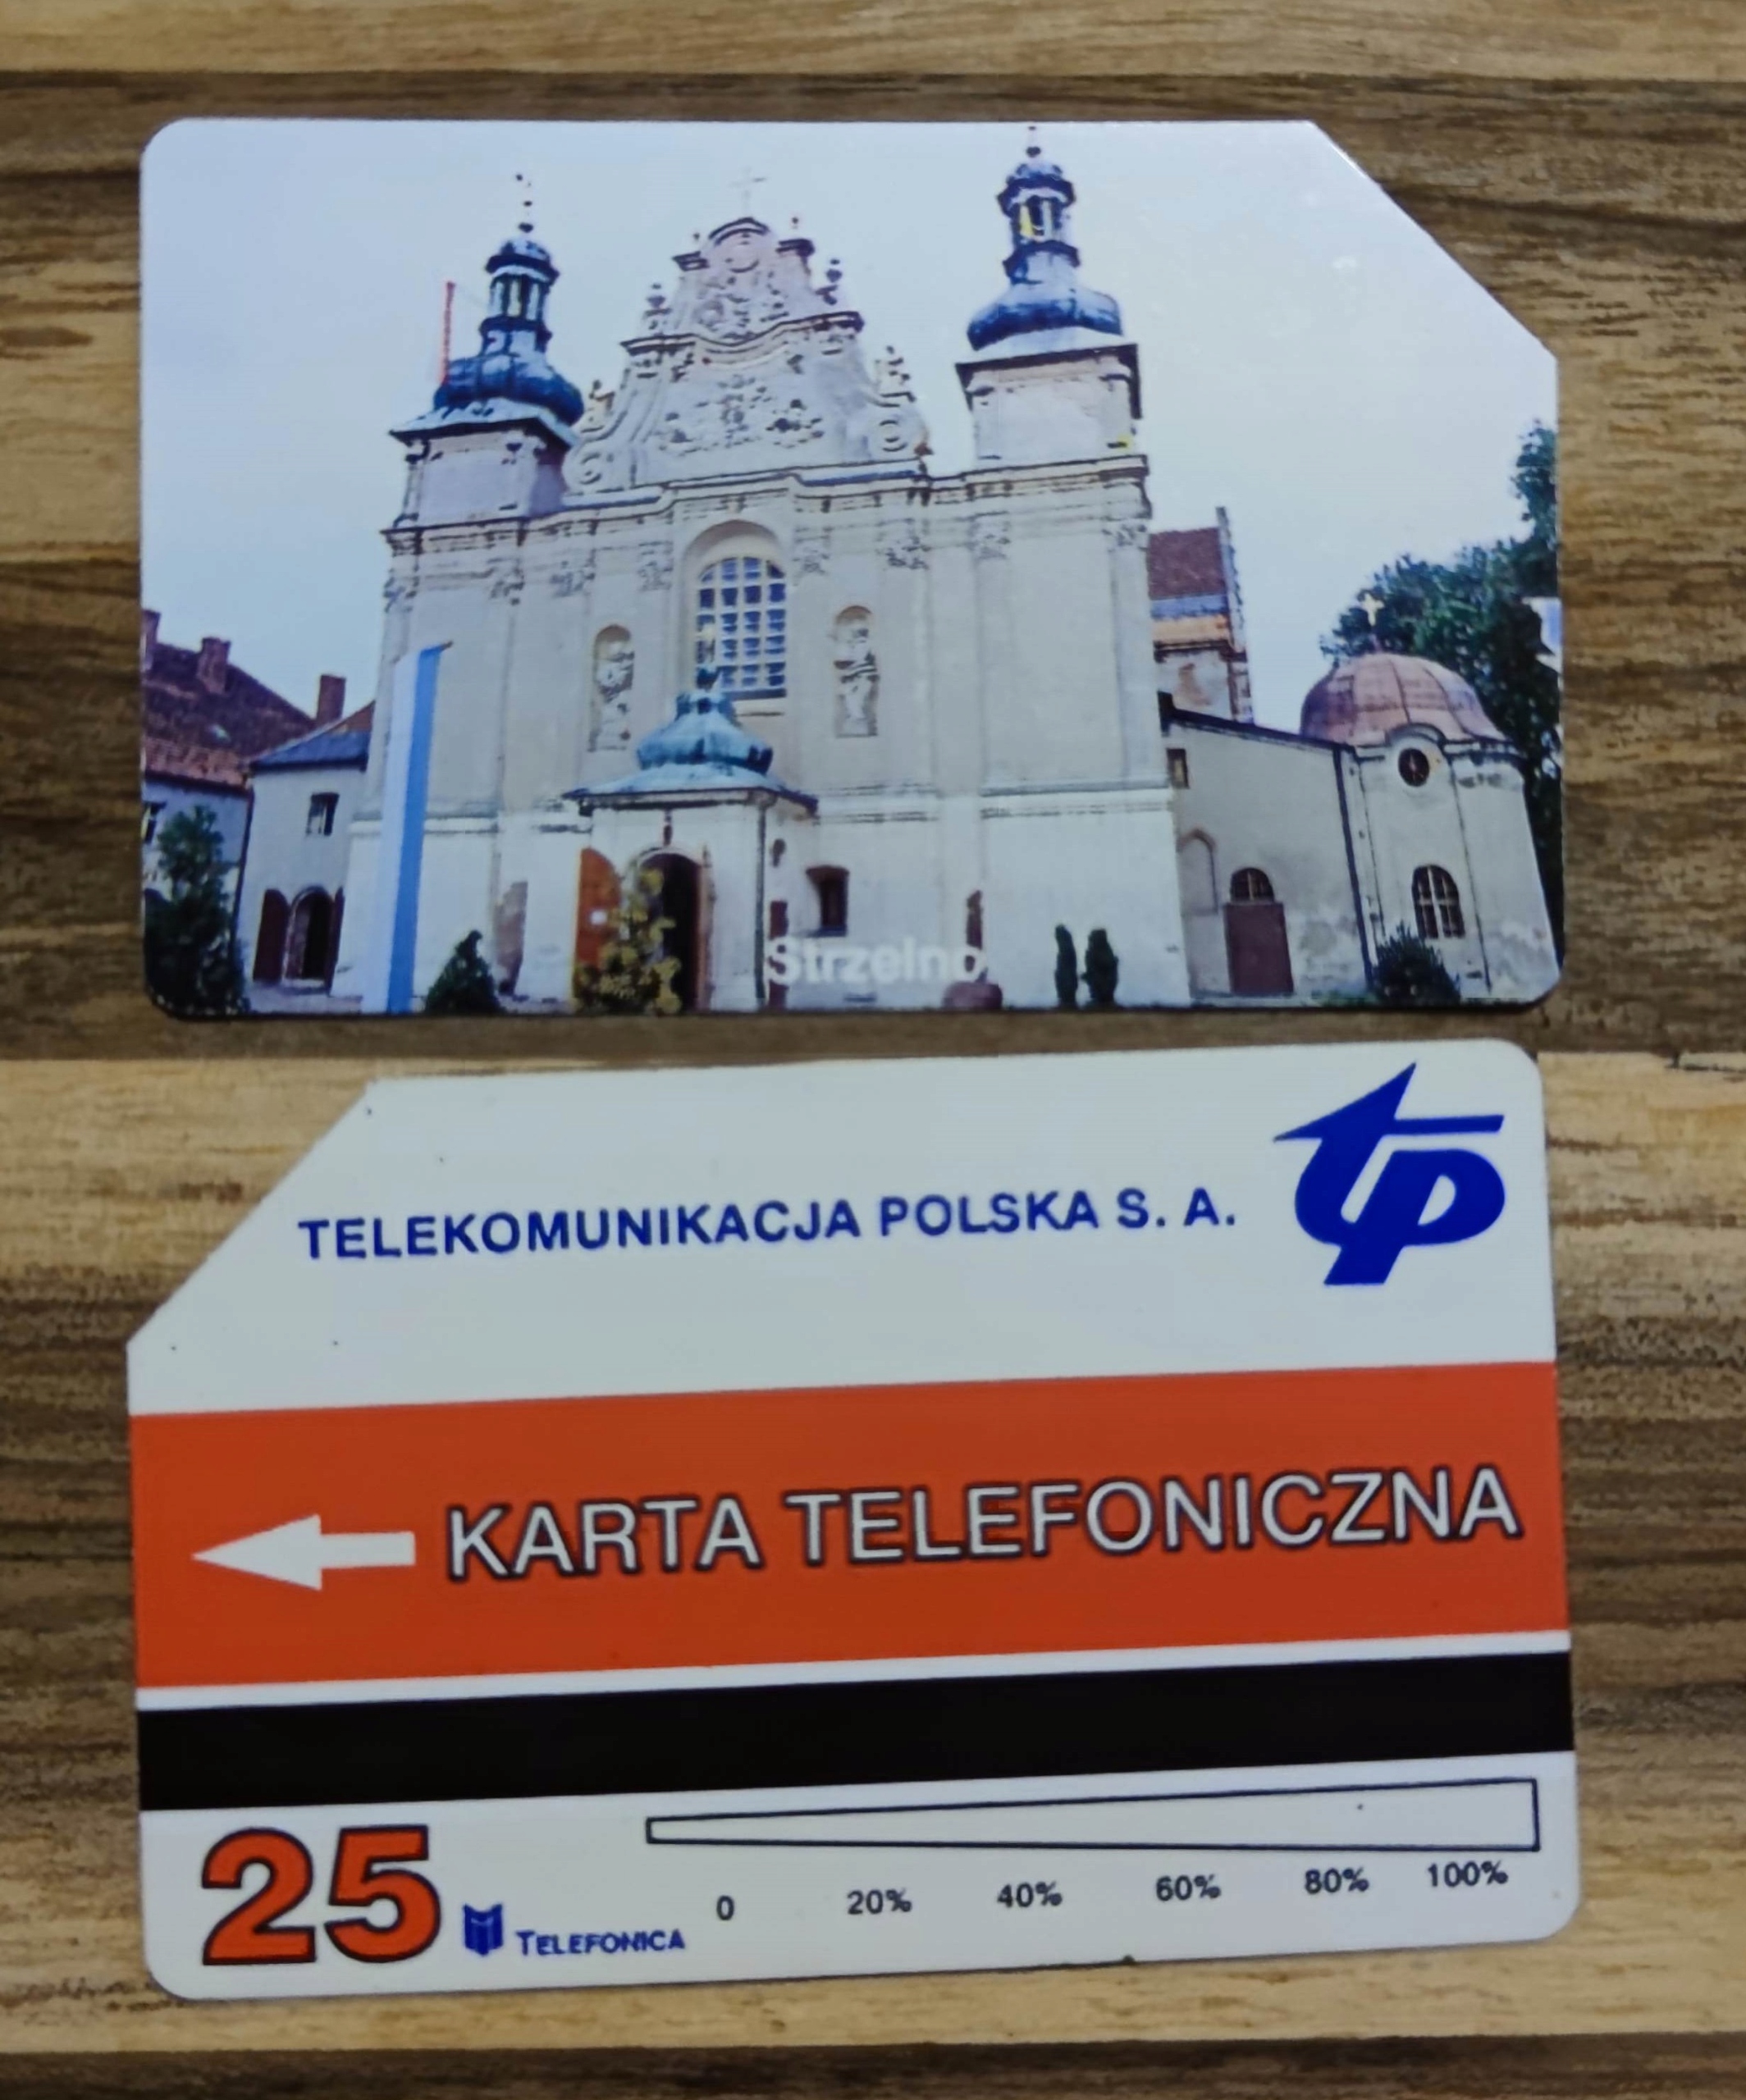 Strzelno
TELEKOMUNIKACJA POLSKA S. A.
tp
KARTA TELEFONICZNA
25
TELEFONICA
0 20% 40% 60% 80% 100%